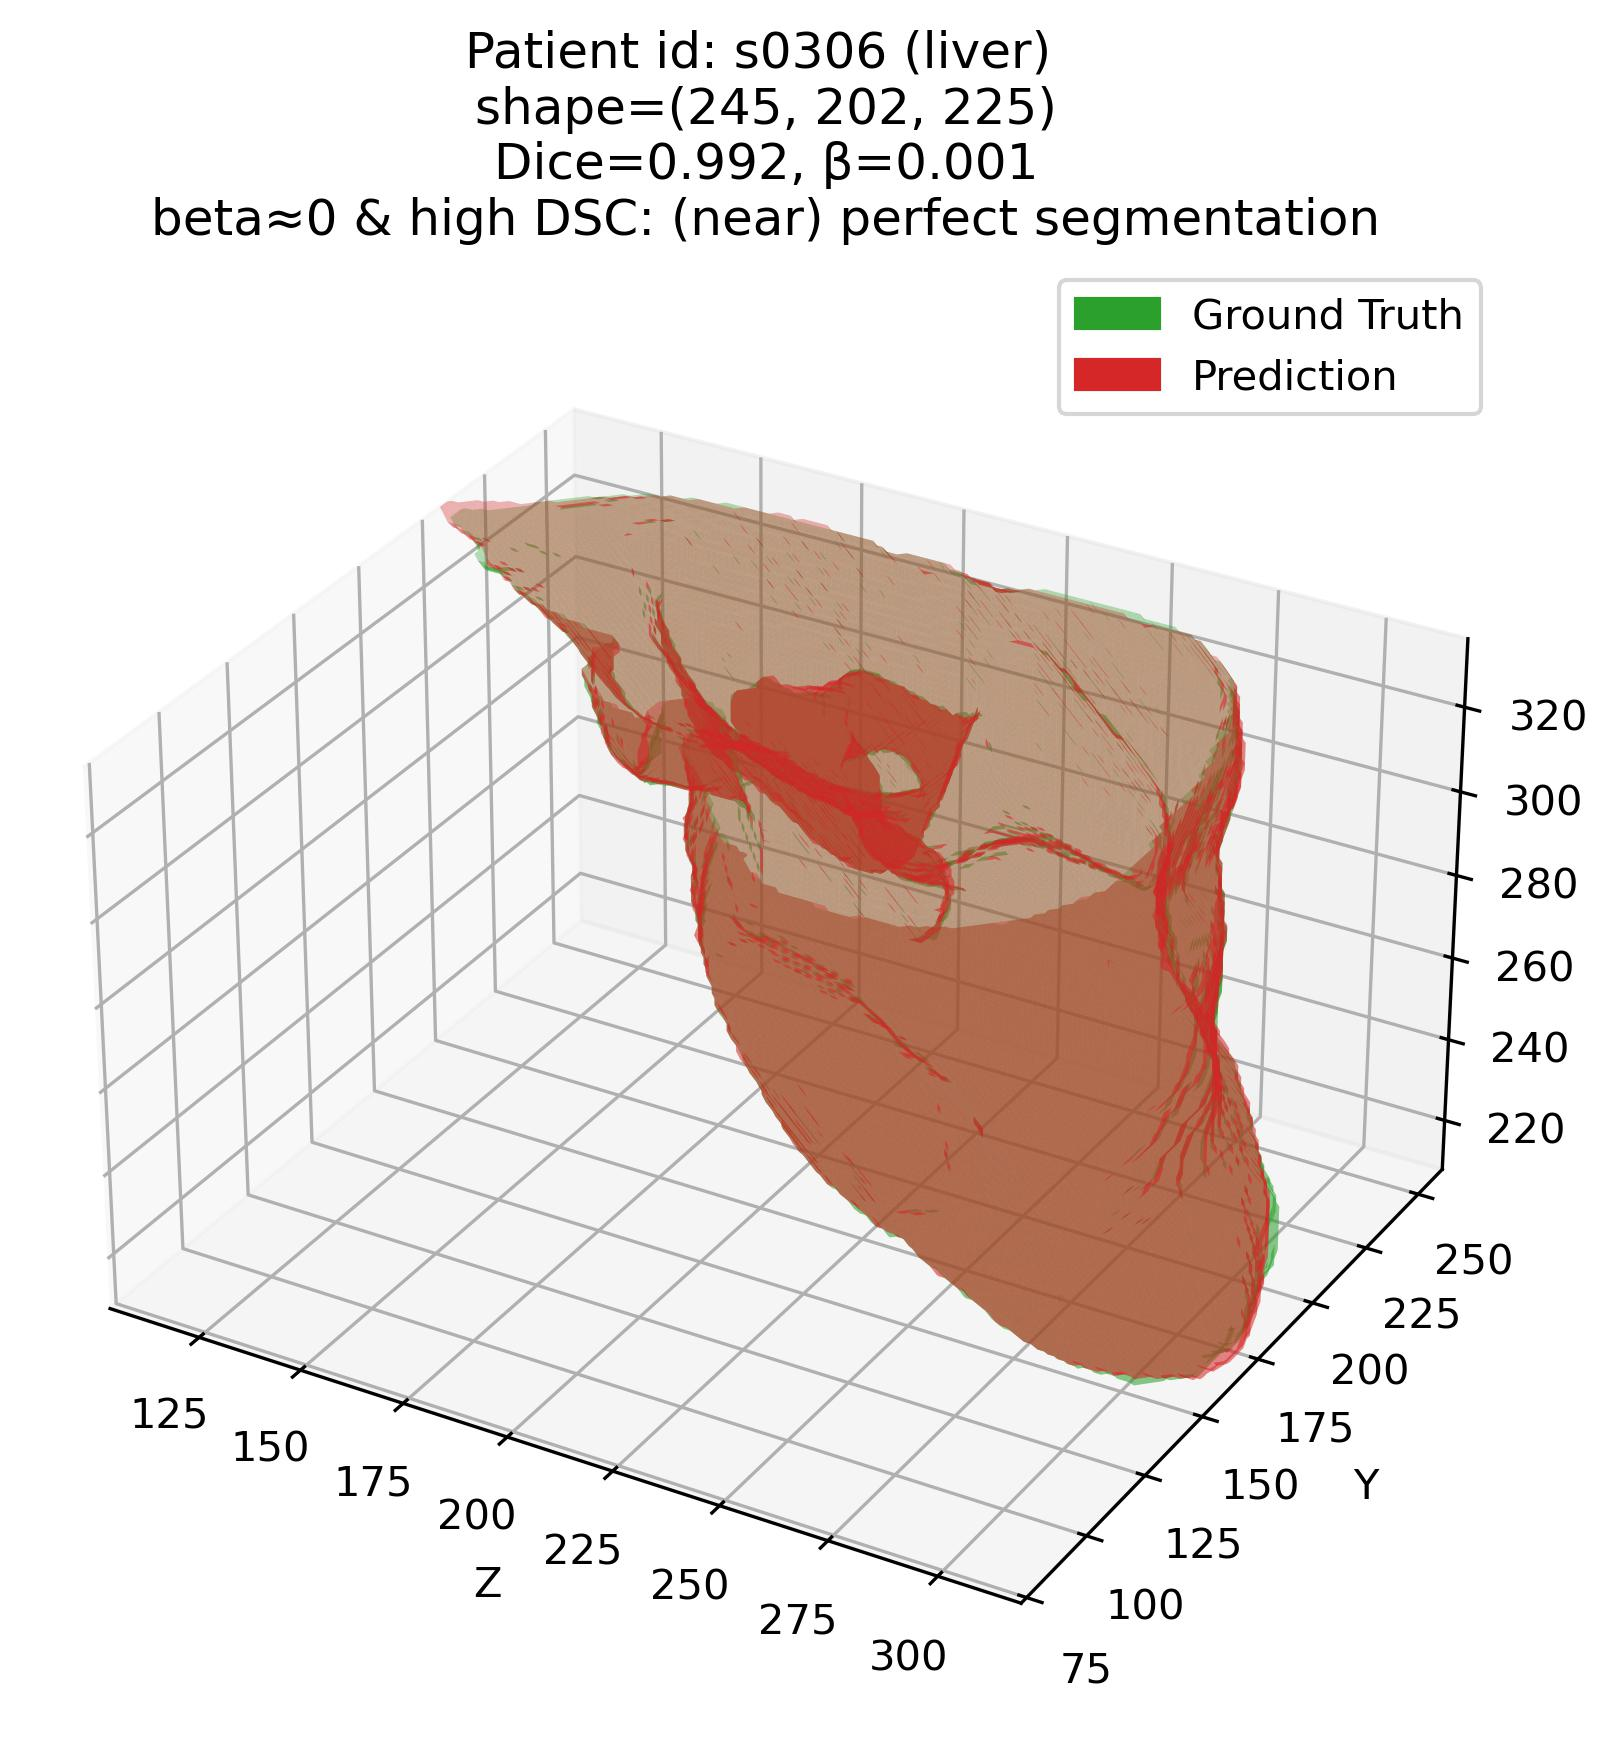 Patient id: s0306 (liver)
shape=(245, 202, 225)
Dice=0.992, β=0.001
beta≈0 & high DSC: (near) perfect segmentation
Ground Truth
Prediction
320
300
280
260
240
220
250
225
200
175
150
125
100
75
Y
125
150
175
200
225
250
275
300
Z